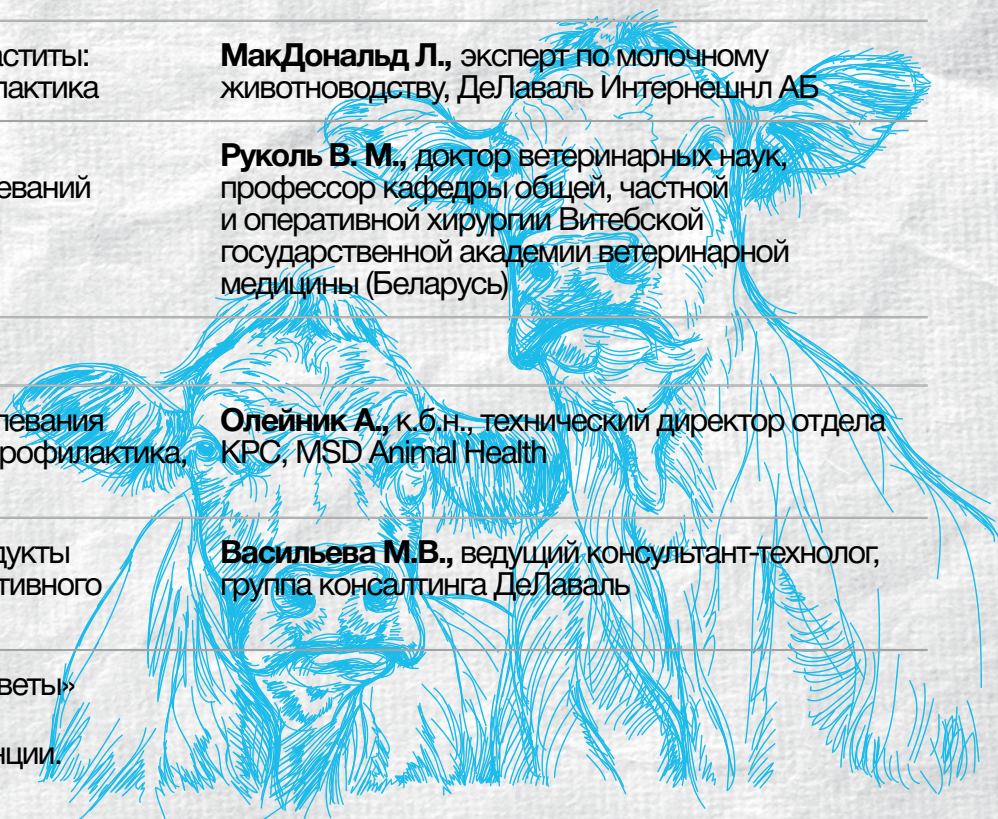 аститы:
лактика
МакДональд Л., эксперт по молочному
животноводству, ДеЛаваль Интернешнл АБ
еваний
Руколь В. М., доктор ветеринарных наук,
профессор кафедры общей, частной
и оперативной хирургии Витебской
государственной академии ветеринарной
медицины (Беларусь)
левания
рофилактика,
Олейник А., к.б.н., технический директор отдела
КРС, MSD Animal Health
дукты
тивного
Васильева М.В., ведущий консультант-технолог,
группа консалтинга ДеЛаваль
веты»
нции.